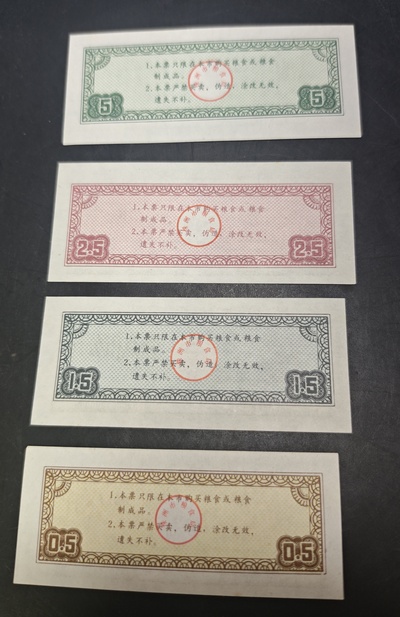 1、本票只限在本市购买粮食或粮食
制成品。
2、本票严禁买卖，伪造，涂改无效，
遗失不补。
5 5
1、本票只限在本市购买粮食或粮食
制成品。
2、本票严禁买卖，伪造，涂改无效，
遗失不补。
2.5 2.5
1、本票只限在本市购买粮食或粮食
制成品。
2、本票严禁买卖，伪造，涂改无效，
遗失不补。
1.5 1.5
1、本票只限在本市购买粮食或粮食
制成品。
2、本票严禁买卖，伪造，涂改无效，
遗失不补。
0.5 0.5